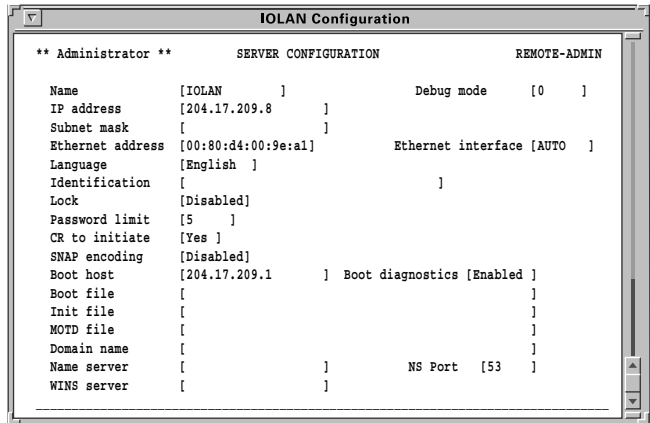 IOLAN Configuration
** Administrator ** SERVER CONFIGURATION REMOTE-ADMIN
Name [IOLAN ] Debug mode [0 ]
IP address [204.17.209.8 ]
Subnet mask [ ]
Ethernet address [00:80:d4:00:9e:a1] Ethernet interface [AUTO ]
Language [English ]
Identification [ ]
Lock [Disabled]
Password limit [5 ]
CR to initiate [Yes ]
SNAP encoding [Disabled]
Boot host [204.17.209.1 ] Boot diagnostics [Enabled ]
Boot file [ ]
Init file [ ]
MOTD file [ ]
Domain name [ ]
Name server [ ] NS Port [53 ]
WINS server [ ]